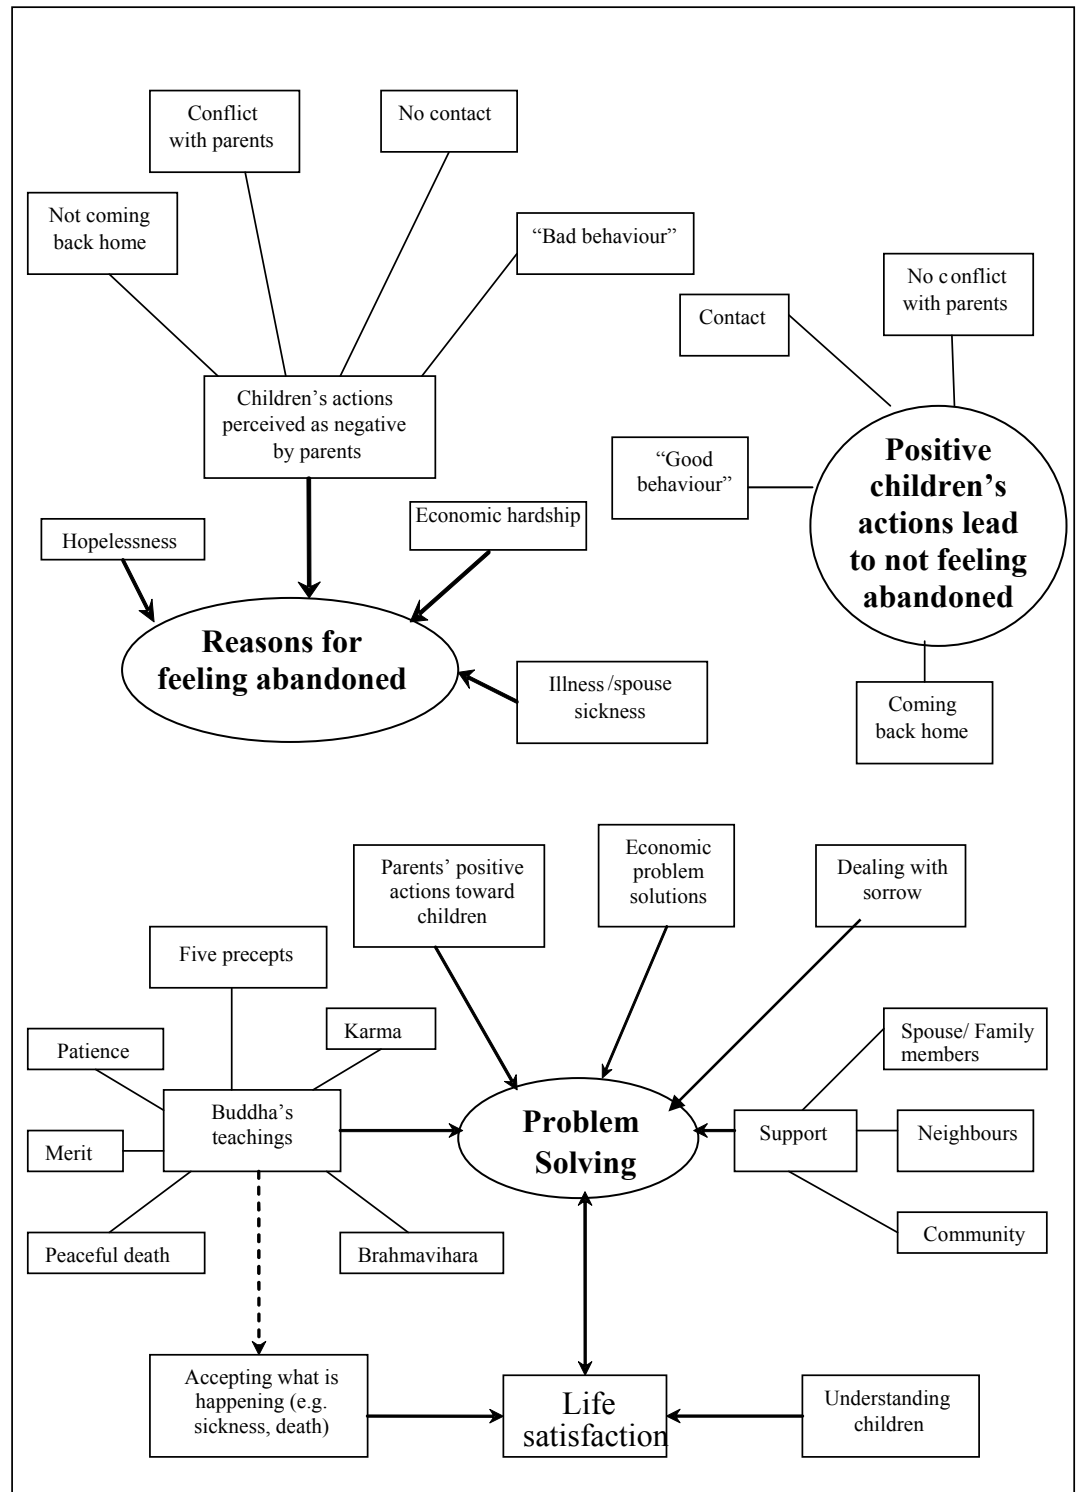 Conflict
with parents
No contact
Not coming
back home
“Bad behaviour”
No conflict
with parents
Contact
Children’s actions
perceived as negative
by parents
Positive
children’s
actions lead
to not feeling
abandoned
“Good
behaviour”
Economic hardship
Hopelessness
Reasons for
feeling abandoned
Illness/spouse
sickness
Coming
back home
Parents’ positive
actions toward
children
Economic
problem
solutions
Dealing with
sorrow
Five precepts
Karma
Patience
Spouse/ Family
members
Buddha’s
teachings
Problem
Solving
Support
Neighbours
Merit
Peaceful death
Brahmavihara
Community
Accepting what is
happening (e.g.
sickness, death)
Life
satisfaction
Understanding
children